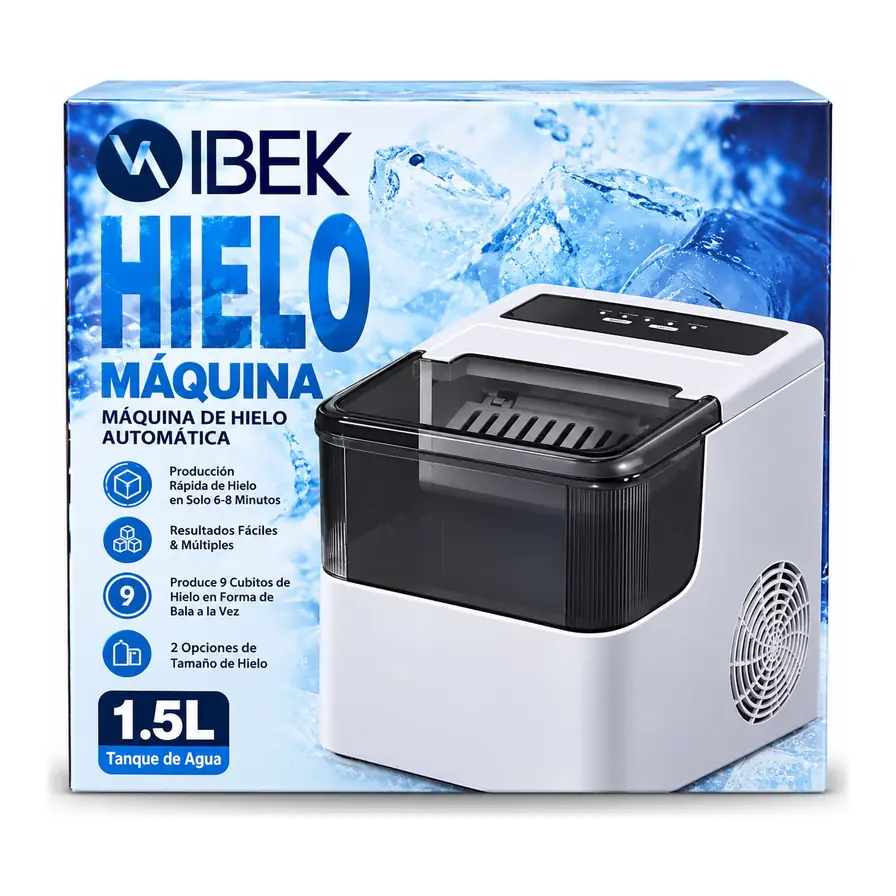 VIBEK
HIELO
MÁQUINA
MÁQUINA DE HIELO
AUTOMÁTICA
Producción
Rápida de Hielo
en Solo 6-8 Minutos
Resultados Fáciles
& Múltiples
9
Produce 9 Cubitos de
Hielo en Forma de
Bala a la Vez
2 Opciones de
Tamaño de Hielo
1.5L
Tanque de Agua